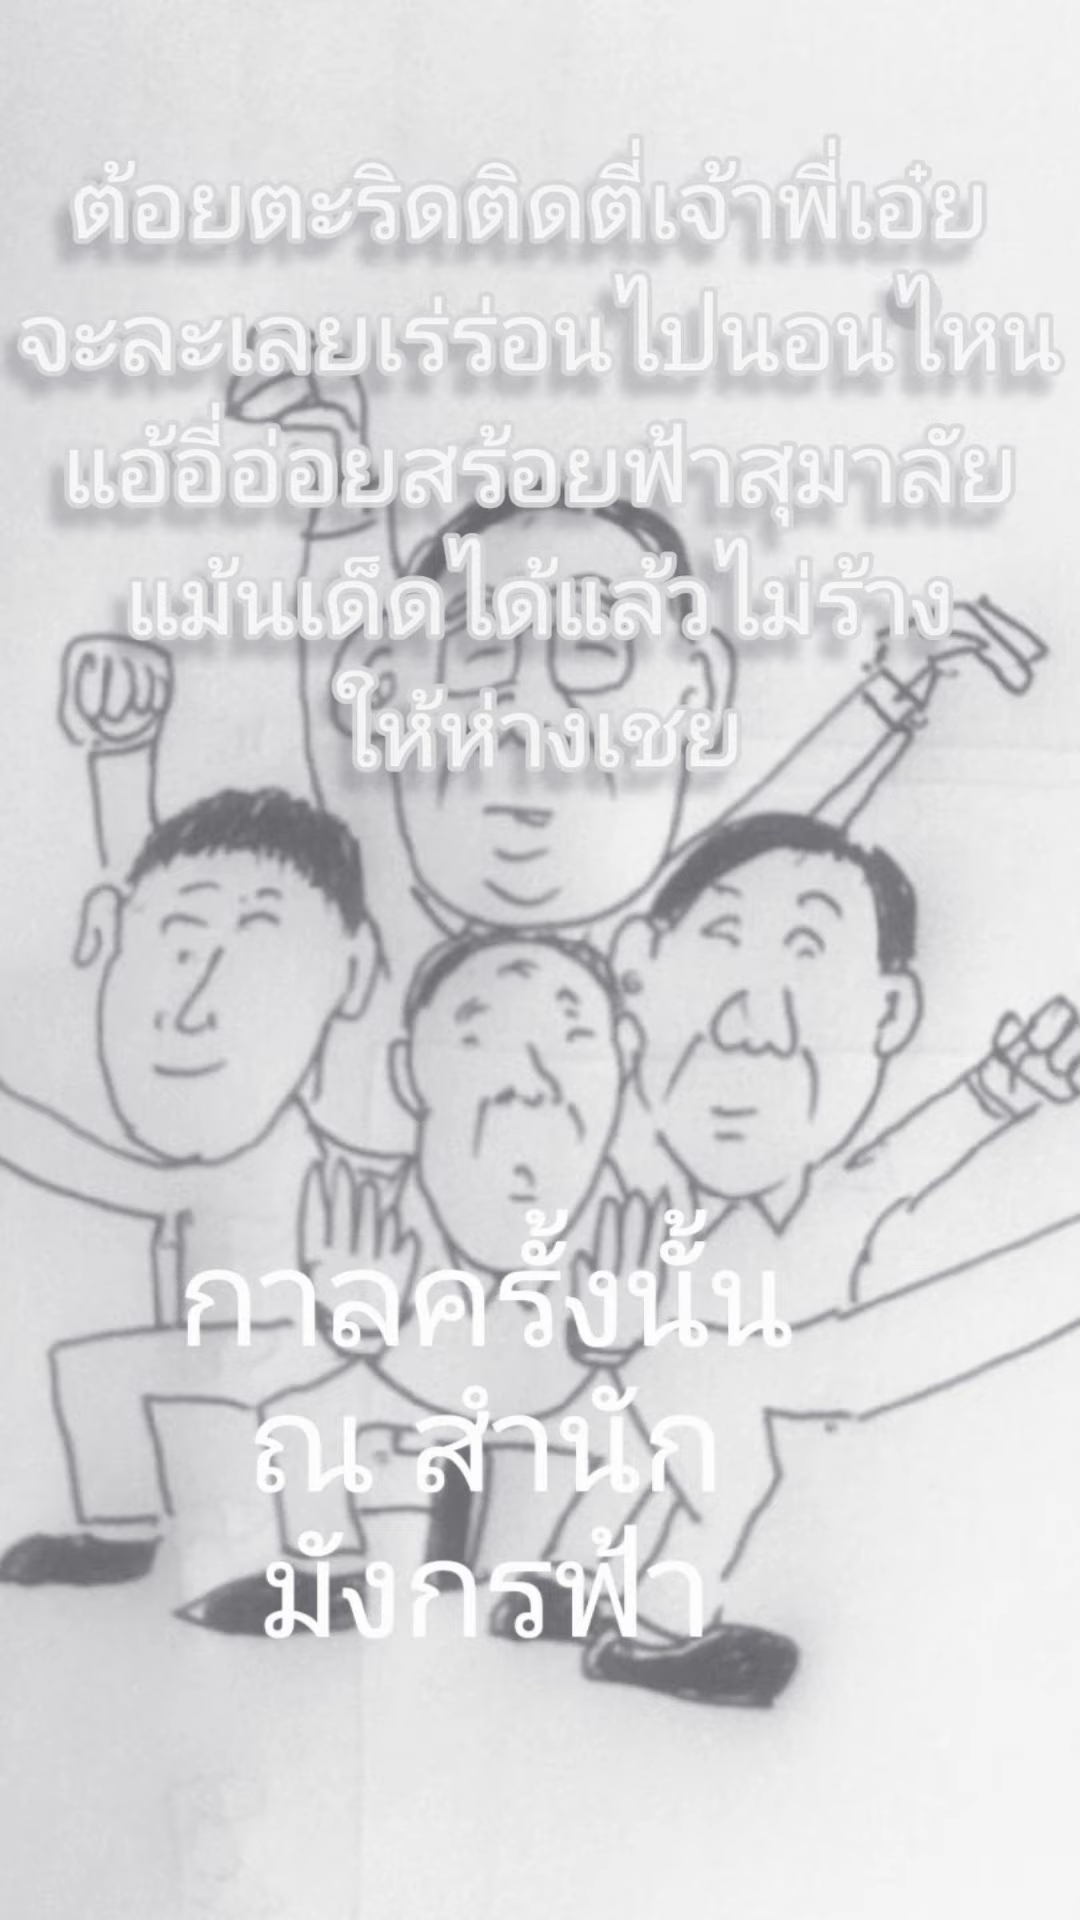 ต้อยตะริดติดตี่เจ้าพี่เอ๋ย
จะละเลยเร่ร่อนไปนอนไหน
แอ้อี่อ่อยสร้อยฟ้าสุมาลัย
แม้นเด็ดได้แล้วไม่ร้าง
ให้ห่างเชย
กาลครั้งนั้น
ณ สำนัก
มังกรฟ้า